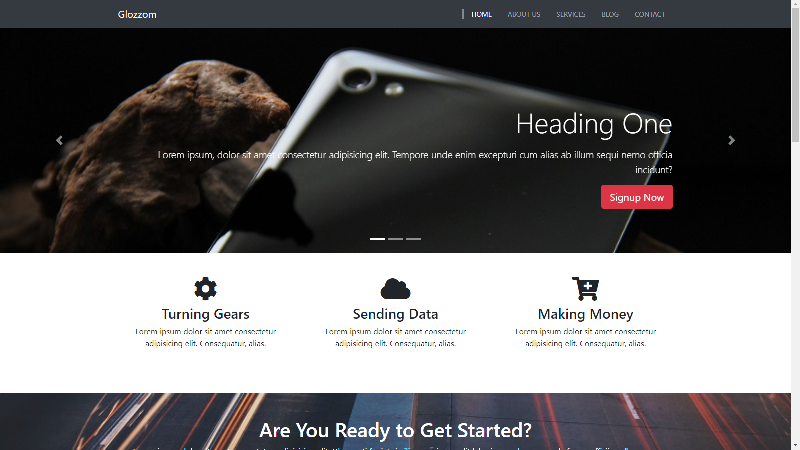 Glozzom
HOME ABOUT US SERVICES BLOG CONTACT
Heading One
Lorem ipsum, dolor sit amet consectetur adipisicing elit. Tempore unde enim excepturi cum alias ab illum sequi nemo officia
incidunt?
Signup Now
Turning Gears
Lorem ipsum dolor sit amet consectetur
adipisicing elit. Consequatur, alias.
Sending Data
Lorem ipsum dolor sit amet consectetur
adipisicing elit. Consequatur, alias.
Making Money
Lorem ipsum dolor sit amet consectetur
adipisicing elit. Consequatur, alias.
Are You Ready to Get Started?